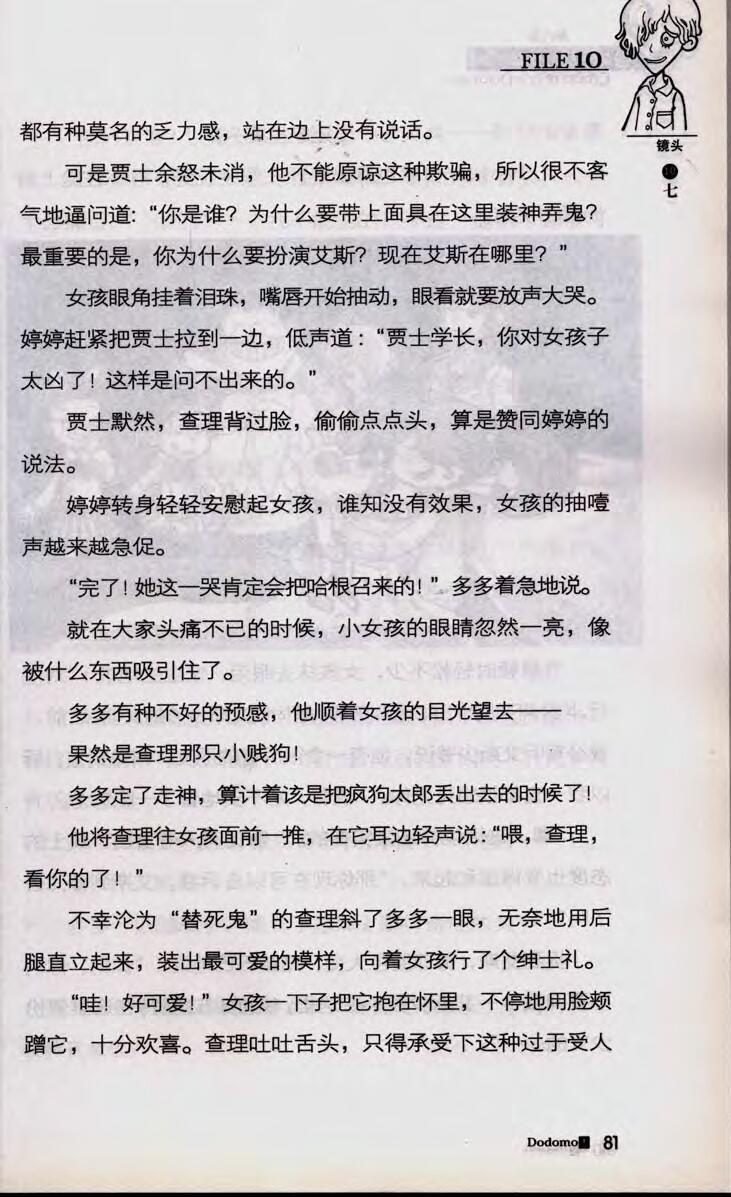 FILE 10
镜头
七
都有种莫名的乏力感，站在边上没有说话。
可是贾士余怒未消，他不能原谅这种欺骗，所以很不客
气地逼问道：“你是谁？为什么要带上面具在这里装神弄鬼？
最重要的是，你为什么要扮演艾斯？现在艾斯在哪里？”
女孩眼角挂着泪珠，嘴唇开始抽动，眼看就要放声大哭。
婷婷赶紧把贾士拉到一边，低声道：“贾士学长，你对女孩子
太凶了！这样是问不出来的。”
贾士默然，查理背过脸，偷偷点点头，算是赞同婷婷的
说法。
婷婷转身轻轻安慰起女孩，谁知没有效果，女孩的抽噎
声越来越急促。
“完了！她这一哭肯定会把哈根召来的！”多多着急地说。
就在大家头痛不已的时候，小女孩的眼睛忽然一亮，像
被什么东西吸引住了。
多多有种不好的预感，他顺着女孩的目光望去——
果然是查理那只小贱狗！
多多定了走神，算计着该是把疯狗太郎丢出去的时候了！
他将查理往女孩面前一推，在它耳边轻声说：“喂，查理，
看你的了！”
不幸沦为“替死鬼”的查理斜了多多一眼，无奈地用后
腿直立起来，装出最可爱的模样，向着女孩行了个绅士礼。
“哇！好可爱！”女孩一下子把它抱在怀里，不停地用脸颊
蹭它，十分欢喜。查理吐吐舌头，只得承受下这种过于受人
Dodomo 81